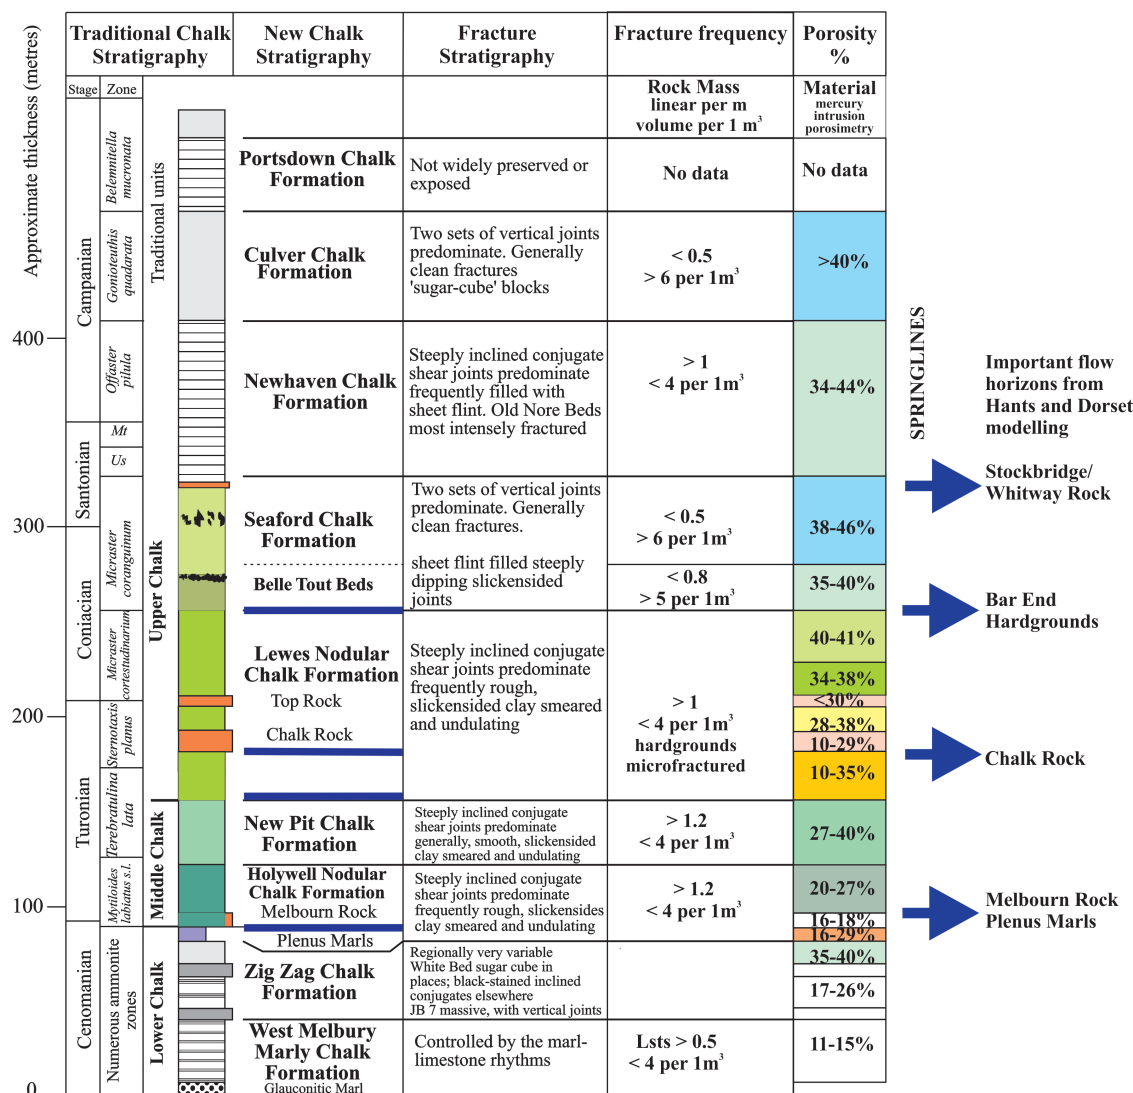 Traditional Chalk
Stratigraphy
New Chalk
Stratigraphy
Fracture
Stratigraphy
Fracture frequency
Porosity
%
Approximate thickness (metres)
400
300
200
100
0
Stage
Zone
Rock Mass
linear per m
volume per 1 m³
Material
mercury
intrusion
porosimetry
Campanian
Santonian
Coniacian
Turonian
Cenomanian
Belemnitella
mucronata
Gonioteuthis
quadarata
Offaster
pilula
Mt
Us
Micraster
coranguinum
Micraster
cortestudinarium
Sternotaxis
planus
Terebratulina
lata
Mytiloides
labiatus s.l.
Numerous ammonite
zones
Traditional units
Upper Chalk
Middle Chalk
Lower Chalk
Portsdown Chalk
Formation
Not widely preserved or
exposed
No data
No data
Culver Chalk
Formation
Two sets of vertical joints
predominate. Generally
clean fractures
'sugar-cube' blocks
< 0.5
> 6 per 1m³
>40%
Newhaven Chalk
Formation
Steeply inclined conjugate
shear joints predominate
frequently filled with
sheet flint. Old Nore Beds
most intensely fractured
> 1
< 4 per 1m³
34-44%
Seaford Chalk
Formation
Two sets of vertical joints
predominate. Generally
clean fractures.
< 0.5
> 6 per 1m³
38-46%
Belle Tout Beds
sheet flint filled steeply
dipping slickensided
joints
< 0.8
> 5 per 1m³
35-40%
Lewes Nodular
Chalk Formation
Top Rock
Chalk Rock
Steeply inclined conjugate
shear joints predominate
frequently rough,
slickensided clay smeared
and undulating
> 1
< 4 per 1m³
hardgrounds
microfractured
40-41%
34-38%
<30%
28-38%
10-29%
10-35%
New Pit Chalk
Formation
Steeply inclined conjugate
shear joints predominate
generally, smooth, slickensided
clay smeared and undulating
> 1.2
< 4 per 1m³
27-40%
Holywell Nodular
Chalk Formation
Melbourn Rock
Steeply inclined conjugate
shear joints predominate
frequently rough, slickensides
clay smeared and undulating
> 1.2
< 4 per 1m³
20-27%
16-18%
Plenus Marls
16-29%
Zig Zag Chalk
Formation
Regionally very variable
White Bed sugar cube in
places; black-stained inclined
conjugates elsewhere
JB 7 massive, with vertical joints
35-40%
17-26%
West Melbury
Marly Chalk
Formation
Glauconitic Marl
Controlled by the marl-
limestone rhythms
Lsts > 0.5
< 4 per 1m³
11-15%
SPRINGLINES
Important flow
horizons from
Hants and Dorset
modelling
Stockbridge/
Whitway Rock
Bar End
Hardgrounds
Chalk Rock
Melbourn Rock
Plenus Marls